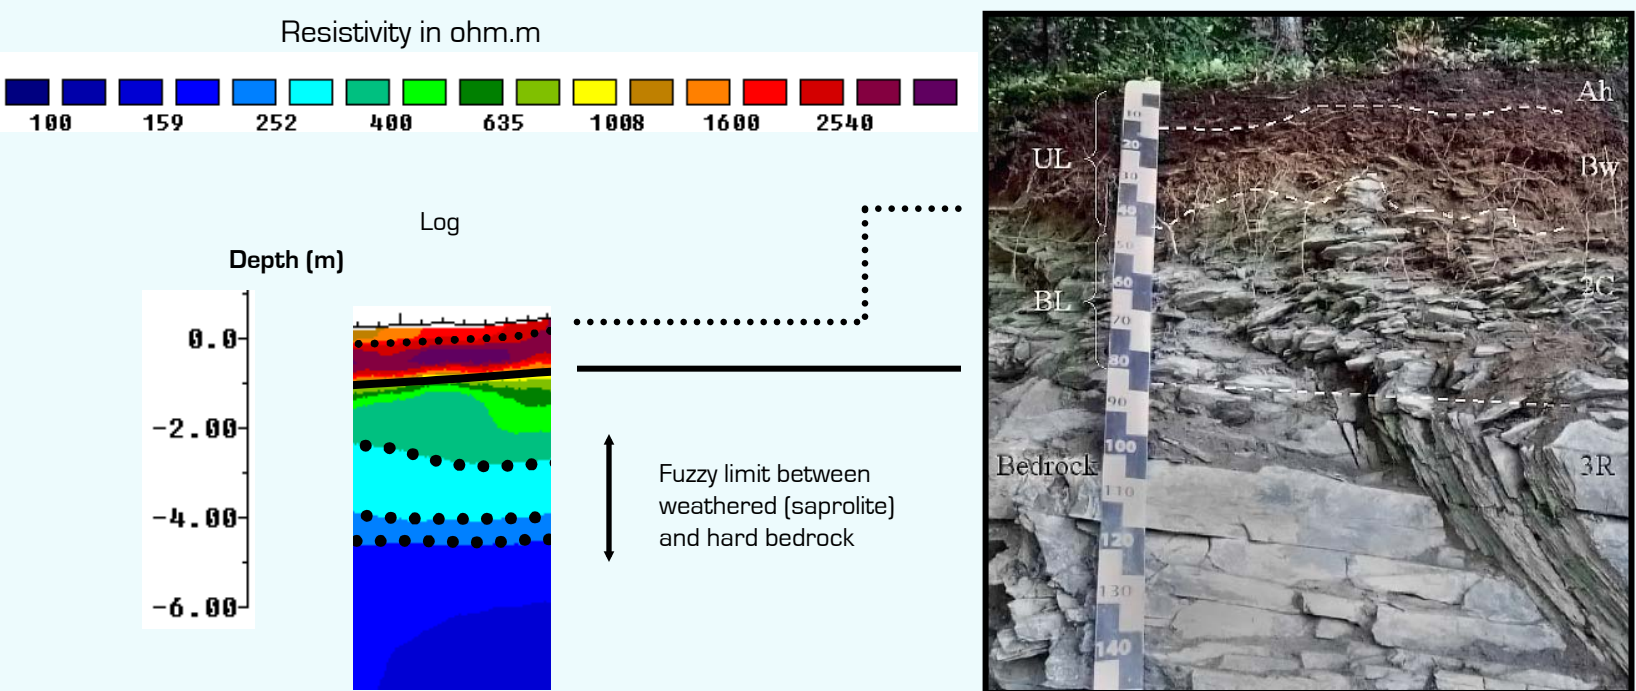 Resistivity in ohm.m
100 159 252 400 635 1008 1600 2540
Log
Depth (m)
0.0
-2.00
-4.00
-6.00
Fuzzy limit between
weathered (saprolite)
and hard bedrock
Ah
UL
Bw
BL
2C
Bedrock
3R
10
20
30
40
50
60
70
80
90
100
110
120
130
140